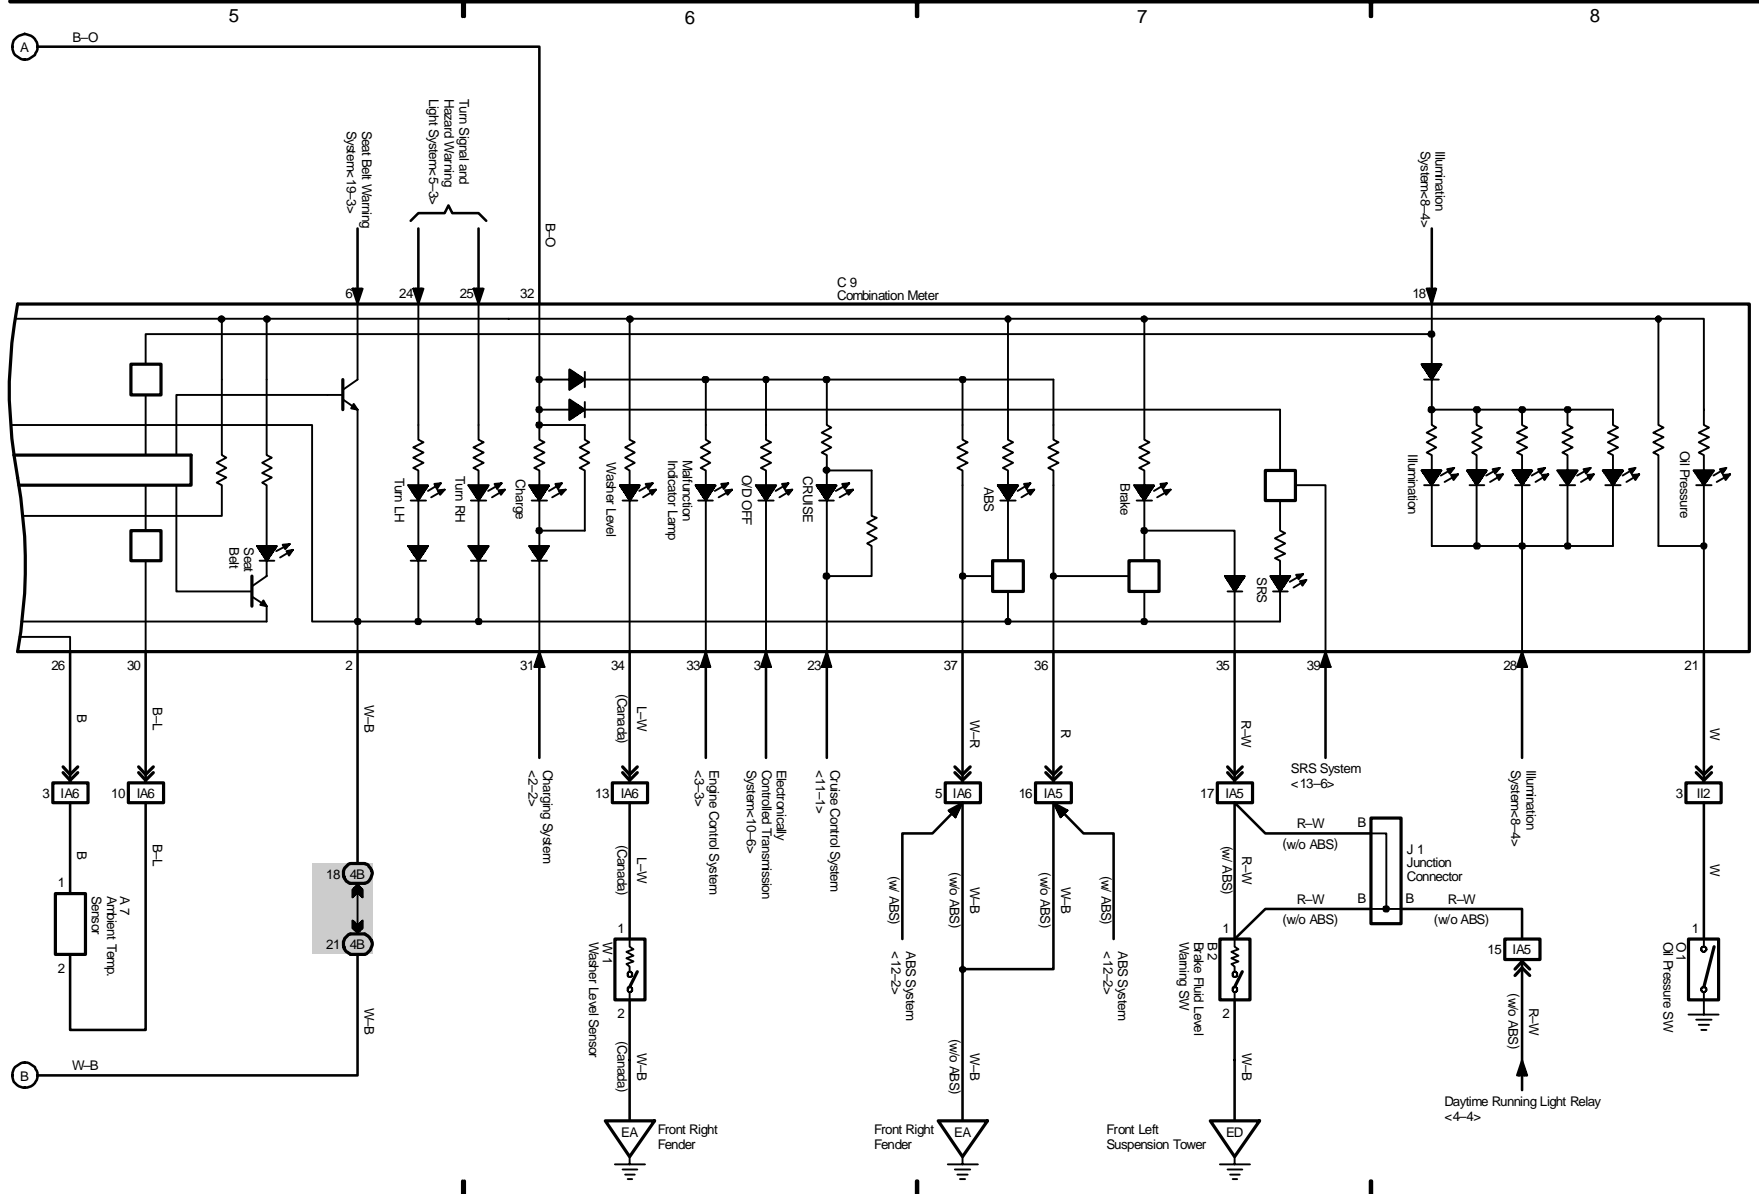 5
6
7
8
A
B–O
Turn Signal and
Hazard Warning
Light System<5–3>
Seat Belt Warning
System<19–3>
Illumination
System<8–4>
B–O
C 9
Combination Meter
6
24
25
32
18
Turn LH
Turn RH
Charge
Washer Level
Malfunction
Indicator Lamp
O/D OFF
CRUISE
ABS
Brake
Illumination
Oil Pressure
Seat
Belt
SRS
26
30
2
31
34
33
3
23
37
36
35
39
28
21
B
B–L
W–B
L–W
(Canada)
W–R
R
R–W
W
Charging System
<2–2>
Engine Control System
<3–3>
Electronically
Controlled Transmission
System<10–6>
Cruise Control System
<11–1>
SRS System
<13–6>
Illumination
System<8–4>
3 IA6
10 IA6
13 IA6
5 IA6
16 IA5
17 IA5
3 II2
B
B–L
L–W
(Canada)
(w/ ABS)
W–B
(w/o ABS)
W–B
(w/o ABS)
(w/ ABS)
R–W
(w/ ABS)
R–W
(w/o ABS)
B
J 1
Junction
Connector
R–W
(w/o ABS)
B
B
R–W
(w/o ABS)
W
18 4B
21 4B
1
A 7
Ambient Temp.
Sensor
2
1
W 1
Washer Level Sensor
2
ABS System
<12–2>
ABS System
<12–2>
1
B 2
Brake Fluid Level
Warning SW
2
15 IA5
1
O 1
Oil Pressure SW
W–B
W–B
(Canada)
W–B
(w/o ABS)
W–B
R–W
(w/o ABS)
B
W–B
EA
Front Right
Fender
Front Right
Fender
EA
Front Left
Suspension Tower
ED
Daytime Running Light Relay
<4–4>